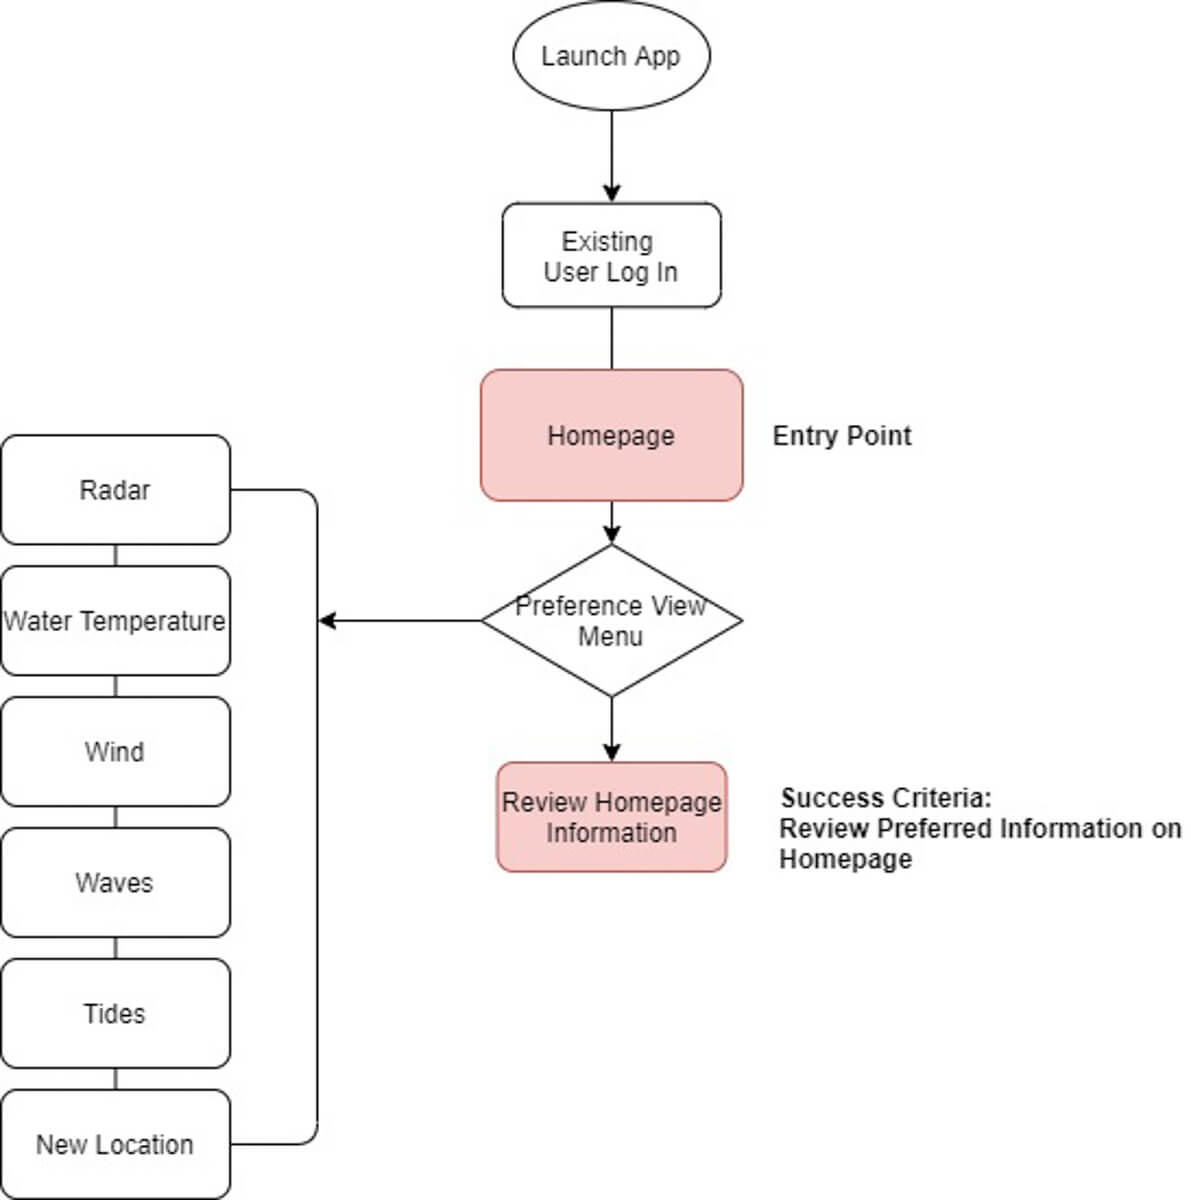 Launch App
Existing
User Log In
Homepage
Entry Point
Radar
Water Temperature
Preference View
Menu
Wind
Review Homepage
Information
Success Criteria:
Review Preferred Information on
Homepage
Waves
Tides
New Location